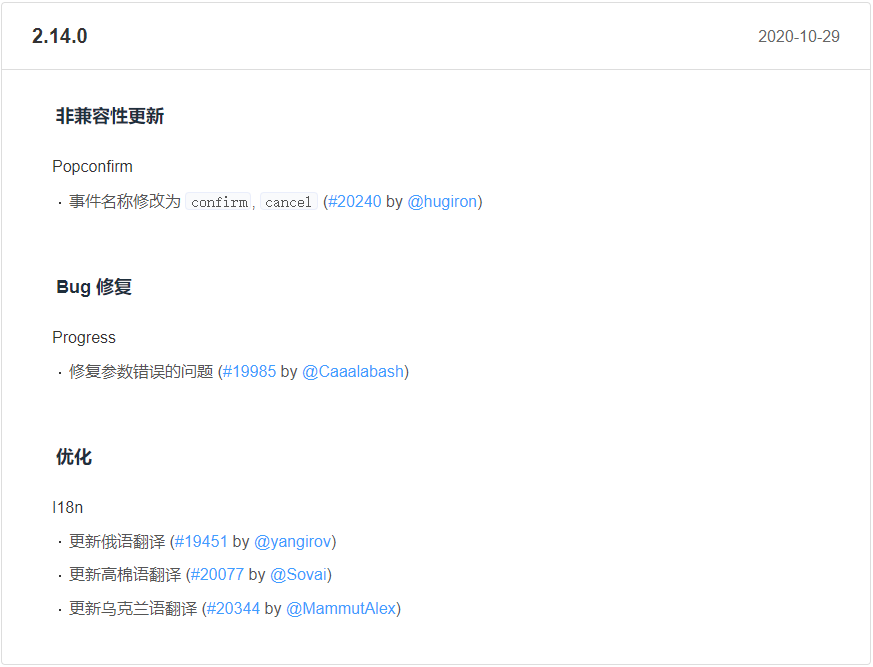 2.14.0
2020-10-29
非兼容性更新
Popconfirm
· 事件名称修改为 confirm, cancel (#20240 by @hugiron)
Bug 修复
Progress
· 修复参数错误的问题 (#19985 by @Caaalabash)
优化
I18n
· 更新俄语翻译 (#19451 by @yangirov)
· 更新高棉语翻译 (#20077 by @Sovai)
· 更新乌克兰语翻译 (#20344 by @MammutAlex)